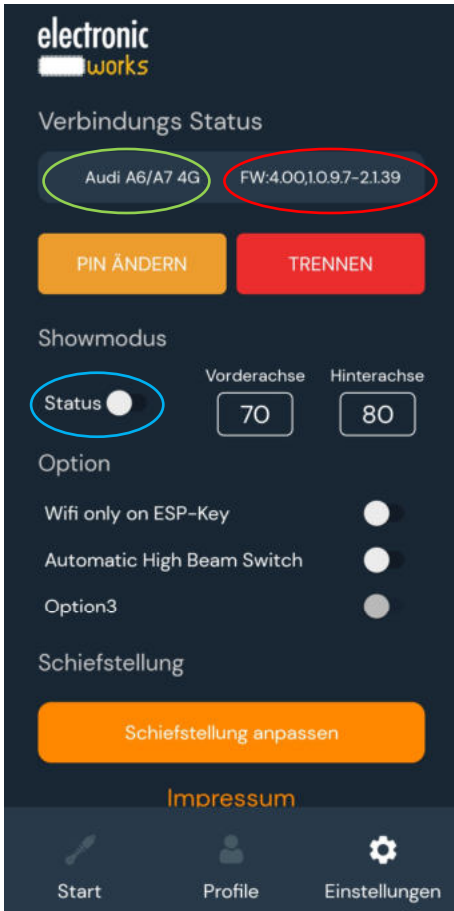 electronic
works
Verbindungs Status
Audi A6/A7 4G FW:4.00,1.0.9.7-2.1.39
PIN ÄNDERN TRENNEN
Showmodus
Vorderachse Hinterachse
Status 70 80
Option
Wifi only on ESP-Key
Automatic High Beam Switch
Option3
Schiefstellung
Schiefstellung anpassen
Impressum
Start Profile Einstellungen